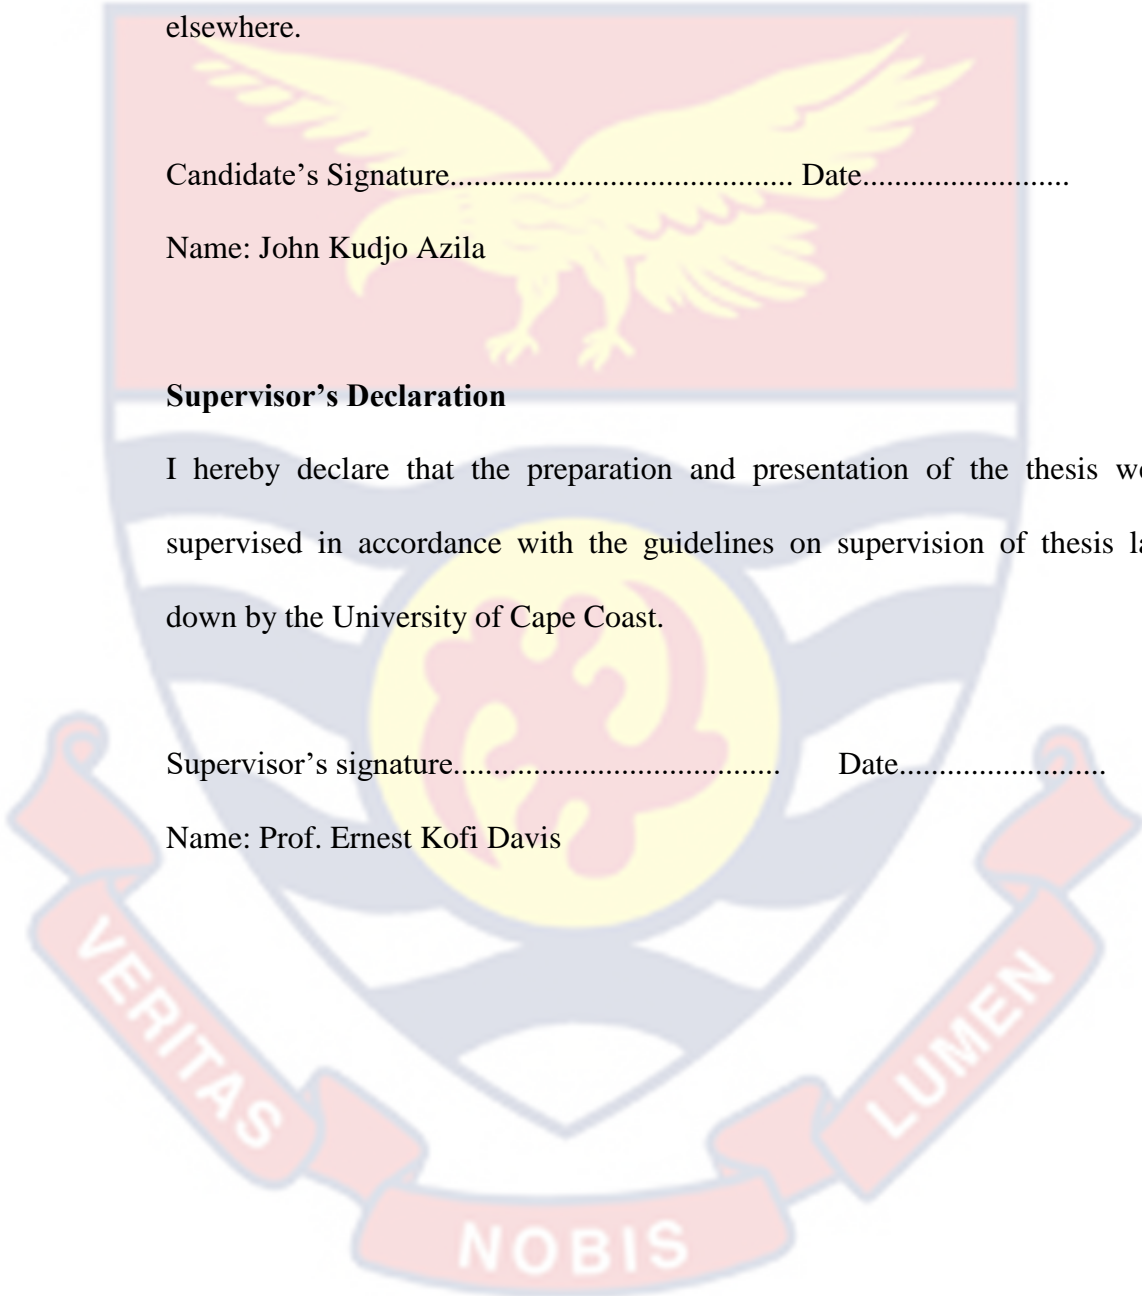 elsewhere.
Candidate’s Signature........................................... Date..........................
Name: John Kudjo Azila
Supervisor’s Declaration
I hereby declare that the preparation and presentation of the thesis
supervised in accordance with the guidelines on supervision of thesis
down by the University of Cape Coast.
Supervisor’s signature......................................... Date..........................
Name: Prof. Ernest Kofi Davis
VERITAS
NOBIS
LUMEN